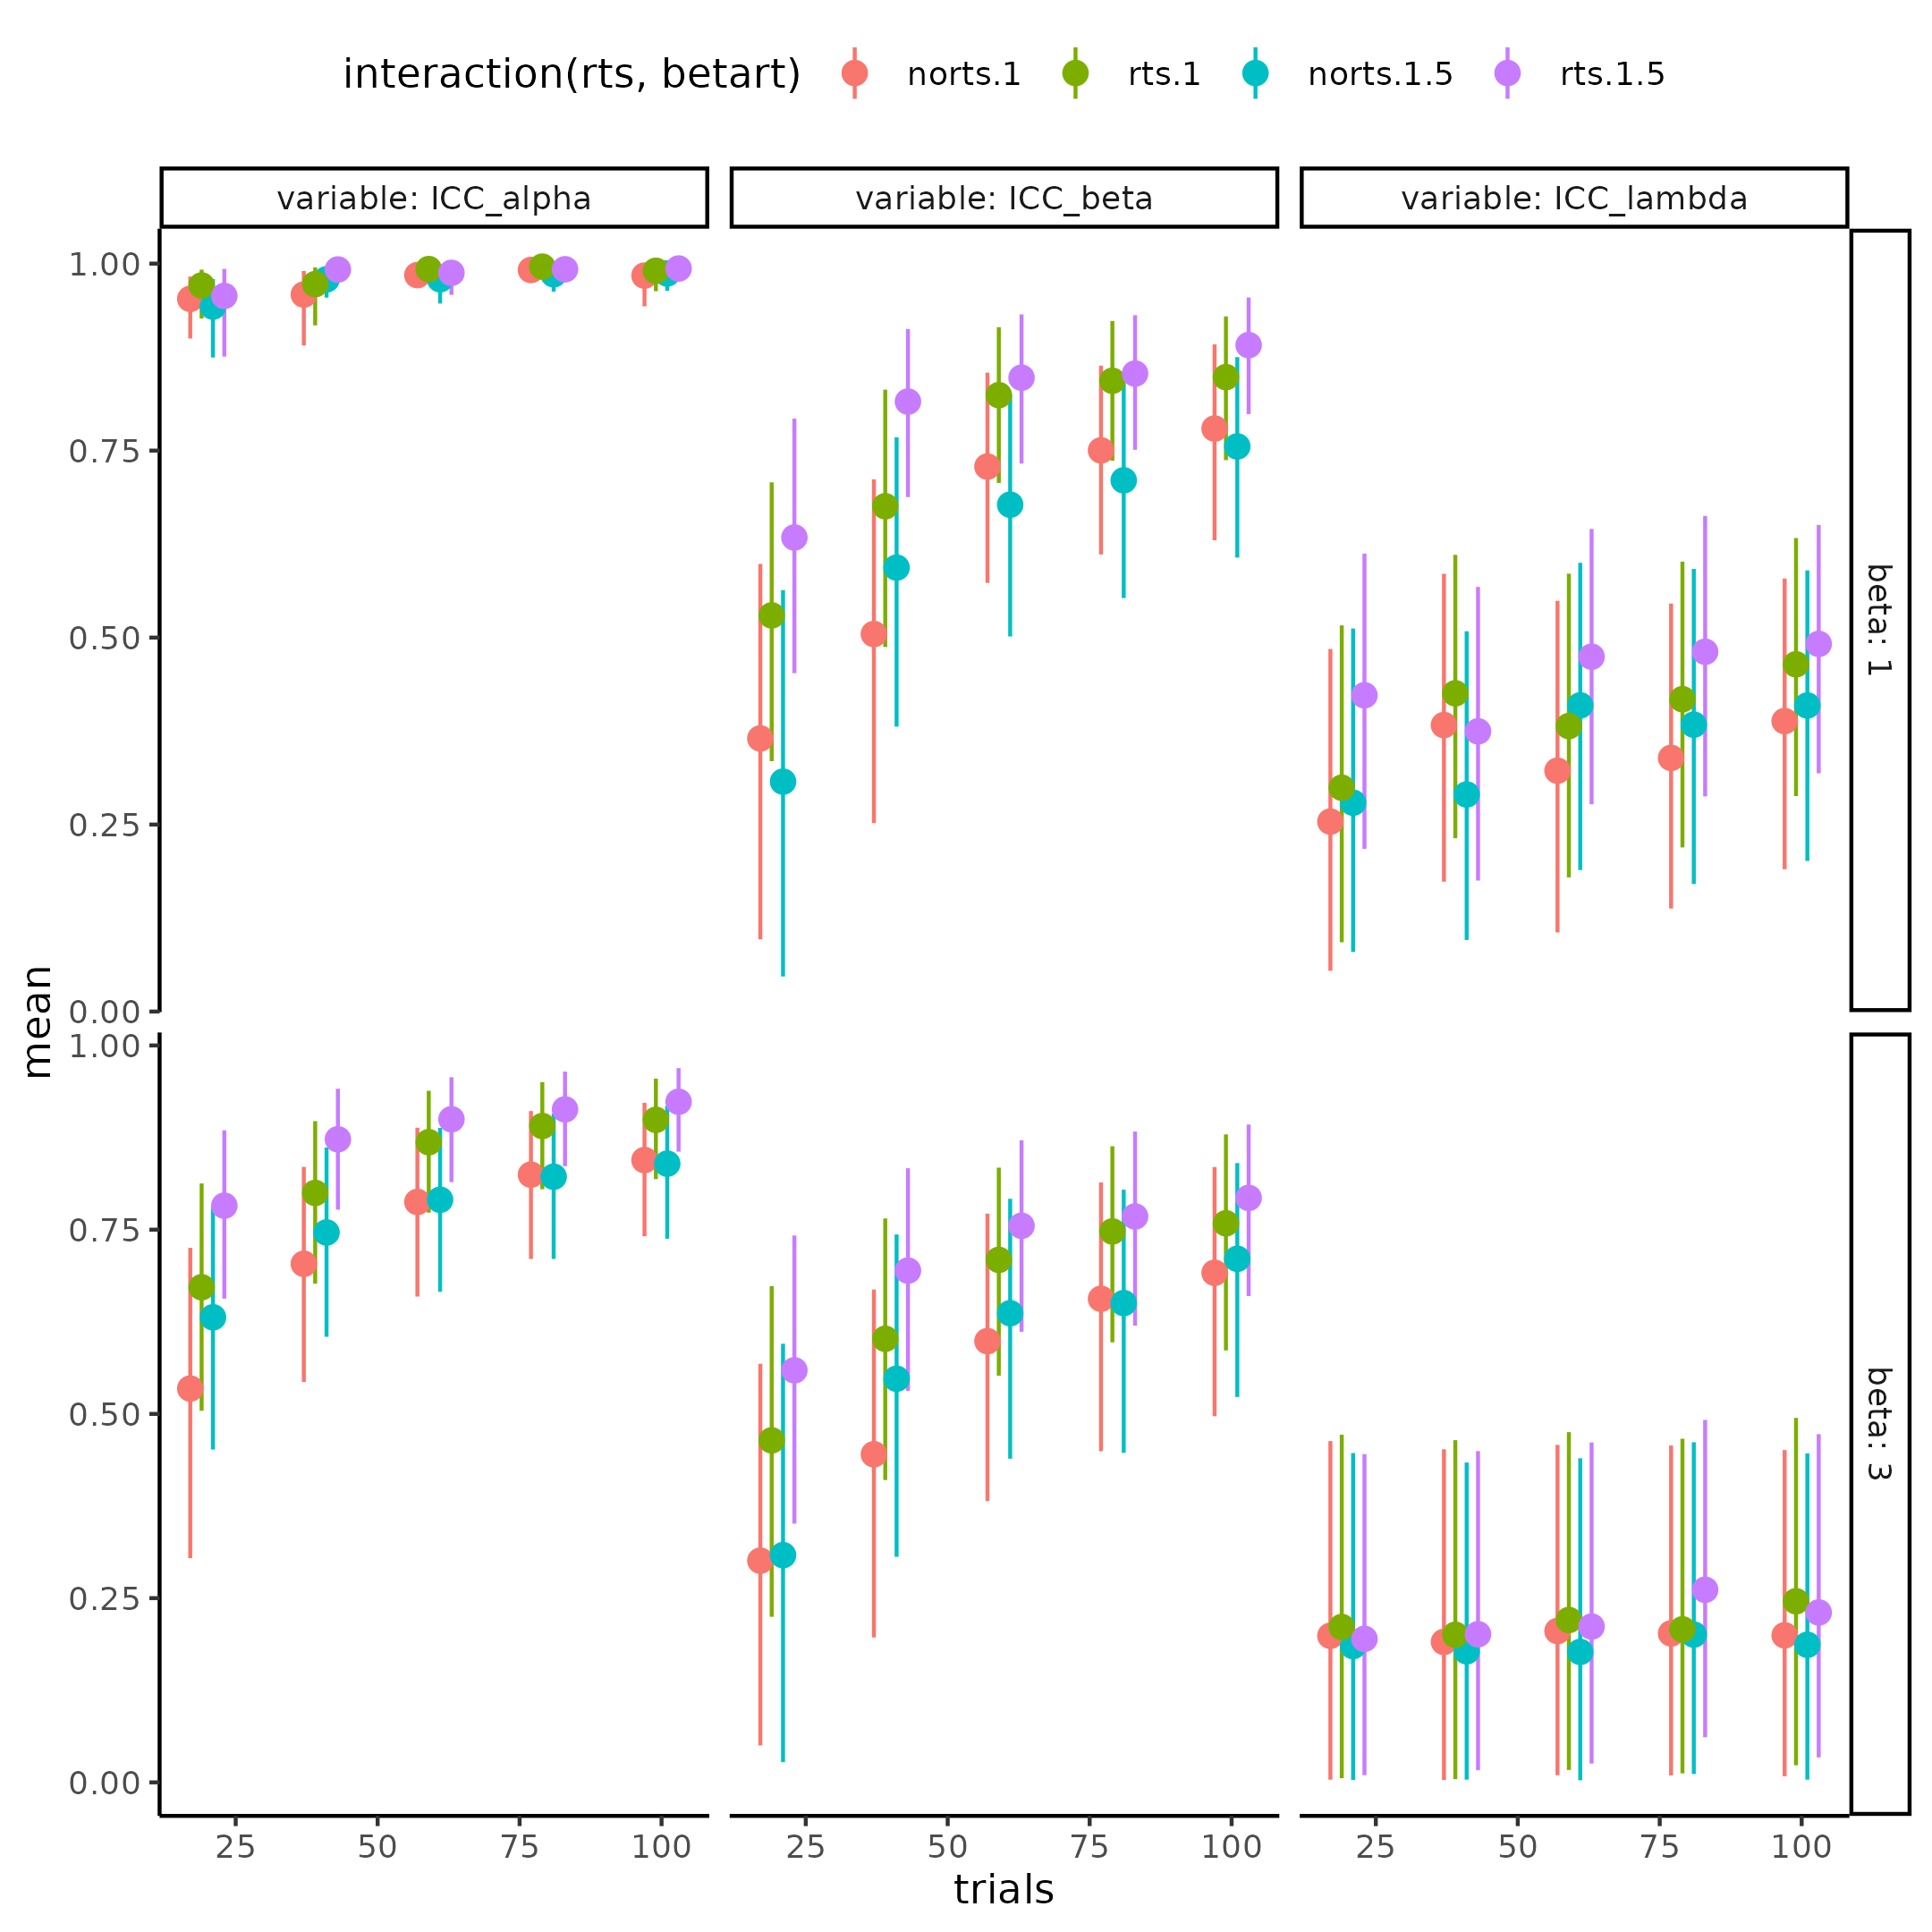 interaction(rts, betart) norts.1 rts.1 norts.1.5 rts.1.5
variable: ICC_alpha variable: ICC_beta variable: ICC_lambda
1.00
0.75
0.50
0.25
0.00
beta: 1
mean
1.00
0.75
0.50
0.25
0.00
beta: 3
25 50 75 100 25 50 75 100 25 50 75 100
trials